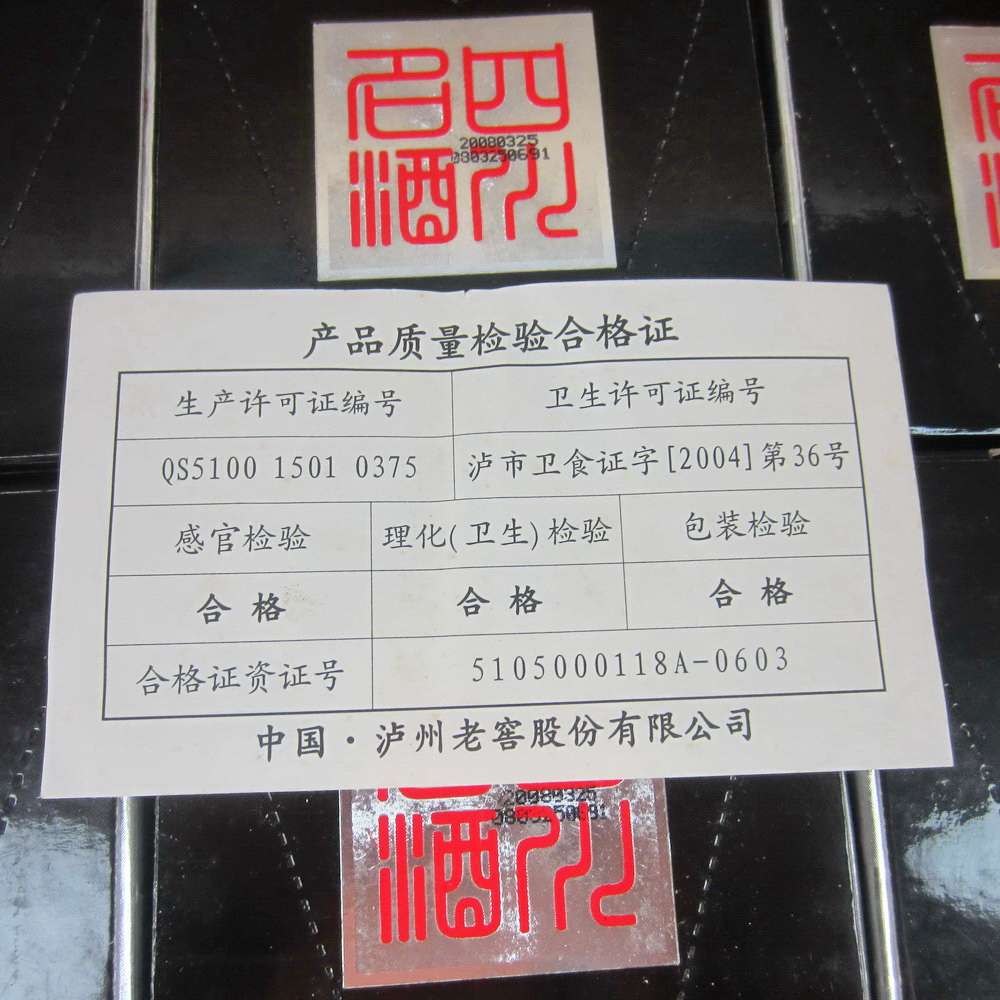 四川
名酒
20080325
0803250691
产品质量检验合格证
生产许可证编号 卫生许可证编号
QS5100 1501 0375 泸市卫食证字[2004]第36号
感官检验 理化(卫生)检验 包装检验
合格 合格 合格
合格证资证号 5105000118A-0603
中国·泸州老窖股份有限公司
20080325